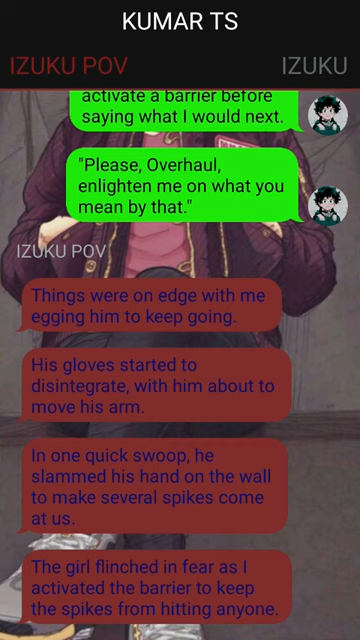 KUMAR TS
IZUKU POV
IZUKU
activate a barrier before
saying what I would next.
"Please, Overhaul,
enlighten me on what you
mean by that."
IZUKU POV
Things were on edge with me
egging him to keep going.
His gloves started to
disintegrate, with him about to
move his arm.
In one quick swoop, he
slammed his hand on the wall
to make several spikes come
at us.
The girl flinched in fear as I
activated the barrier to keep
the spikes from hitting anyone.